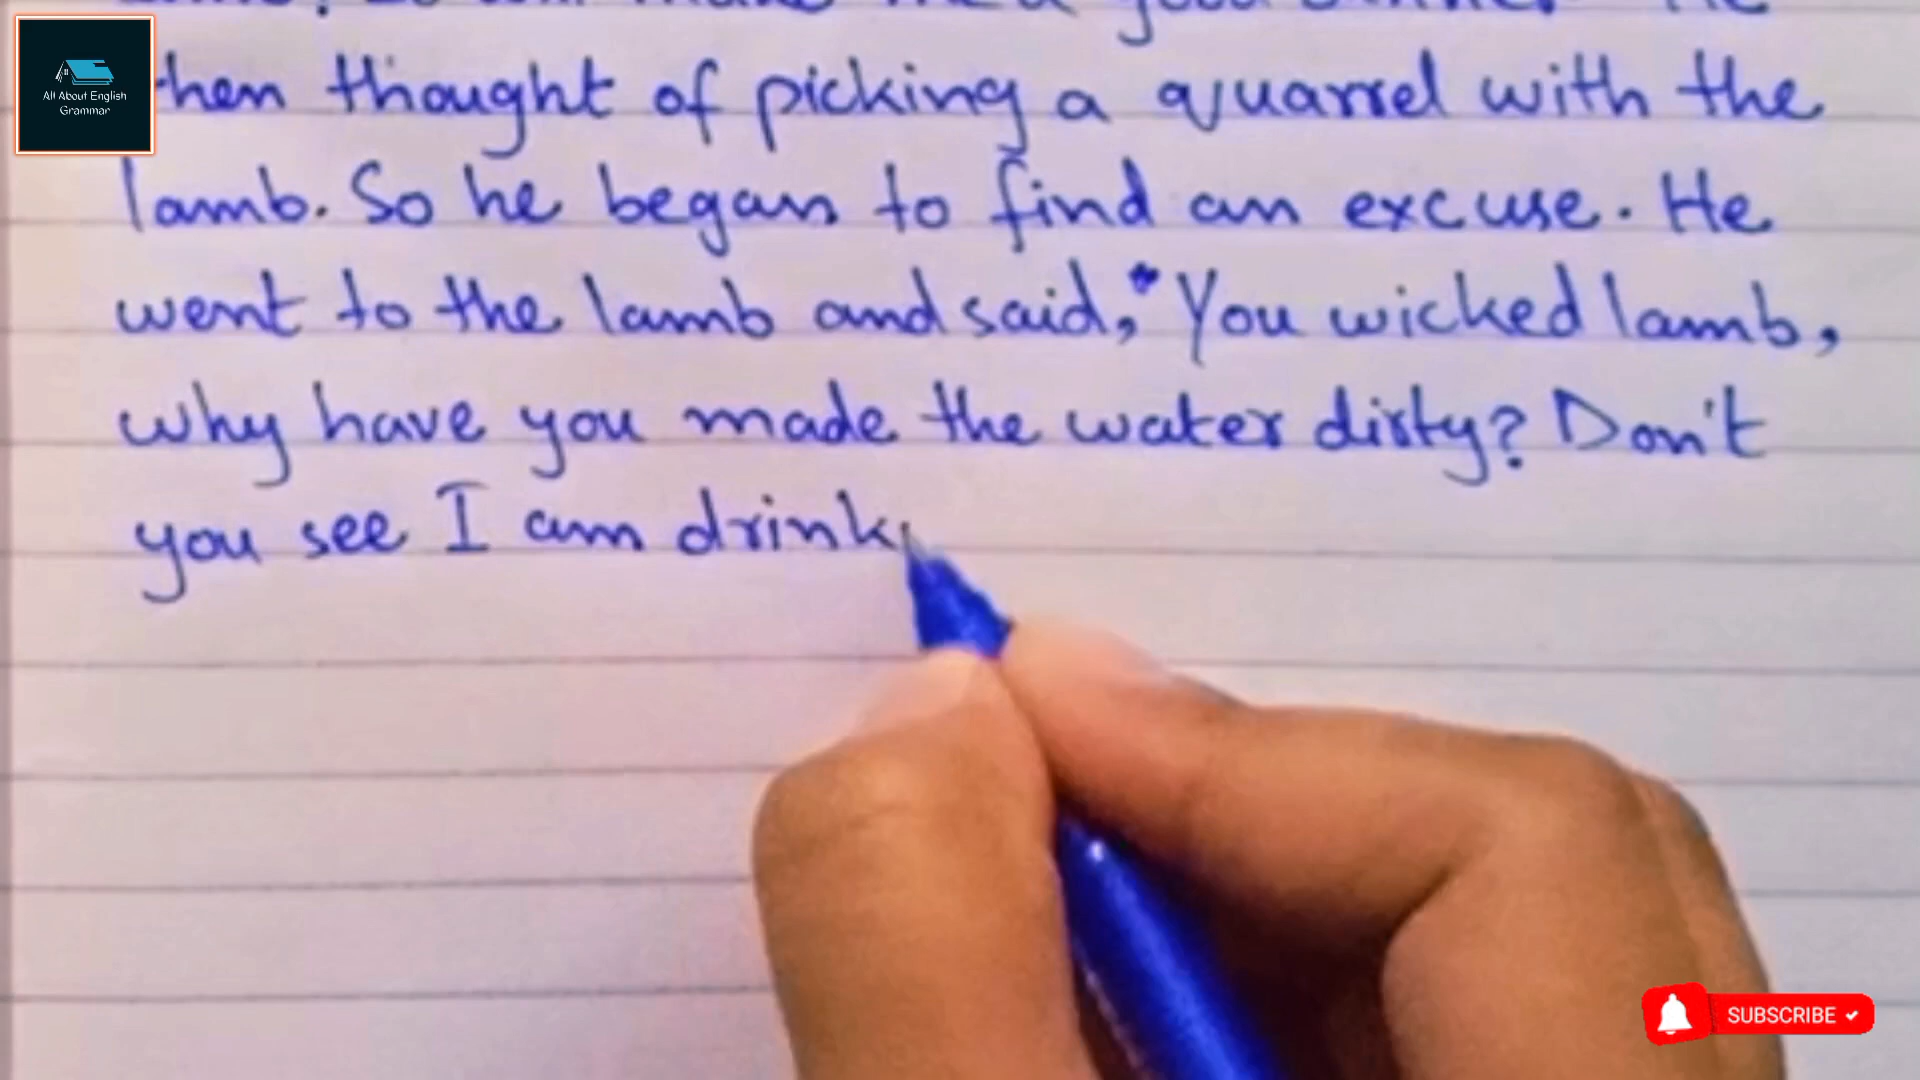 then thought of picking a quarrel with the
lamb. So he began to find an excuse. He
went to the lamb and said, "You wicked lamb,
why have you made the water dirty? Don't
you see I am drink
All About English
Grammar
SUBSCRIBE